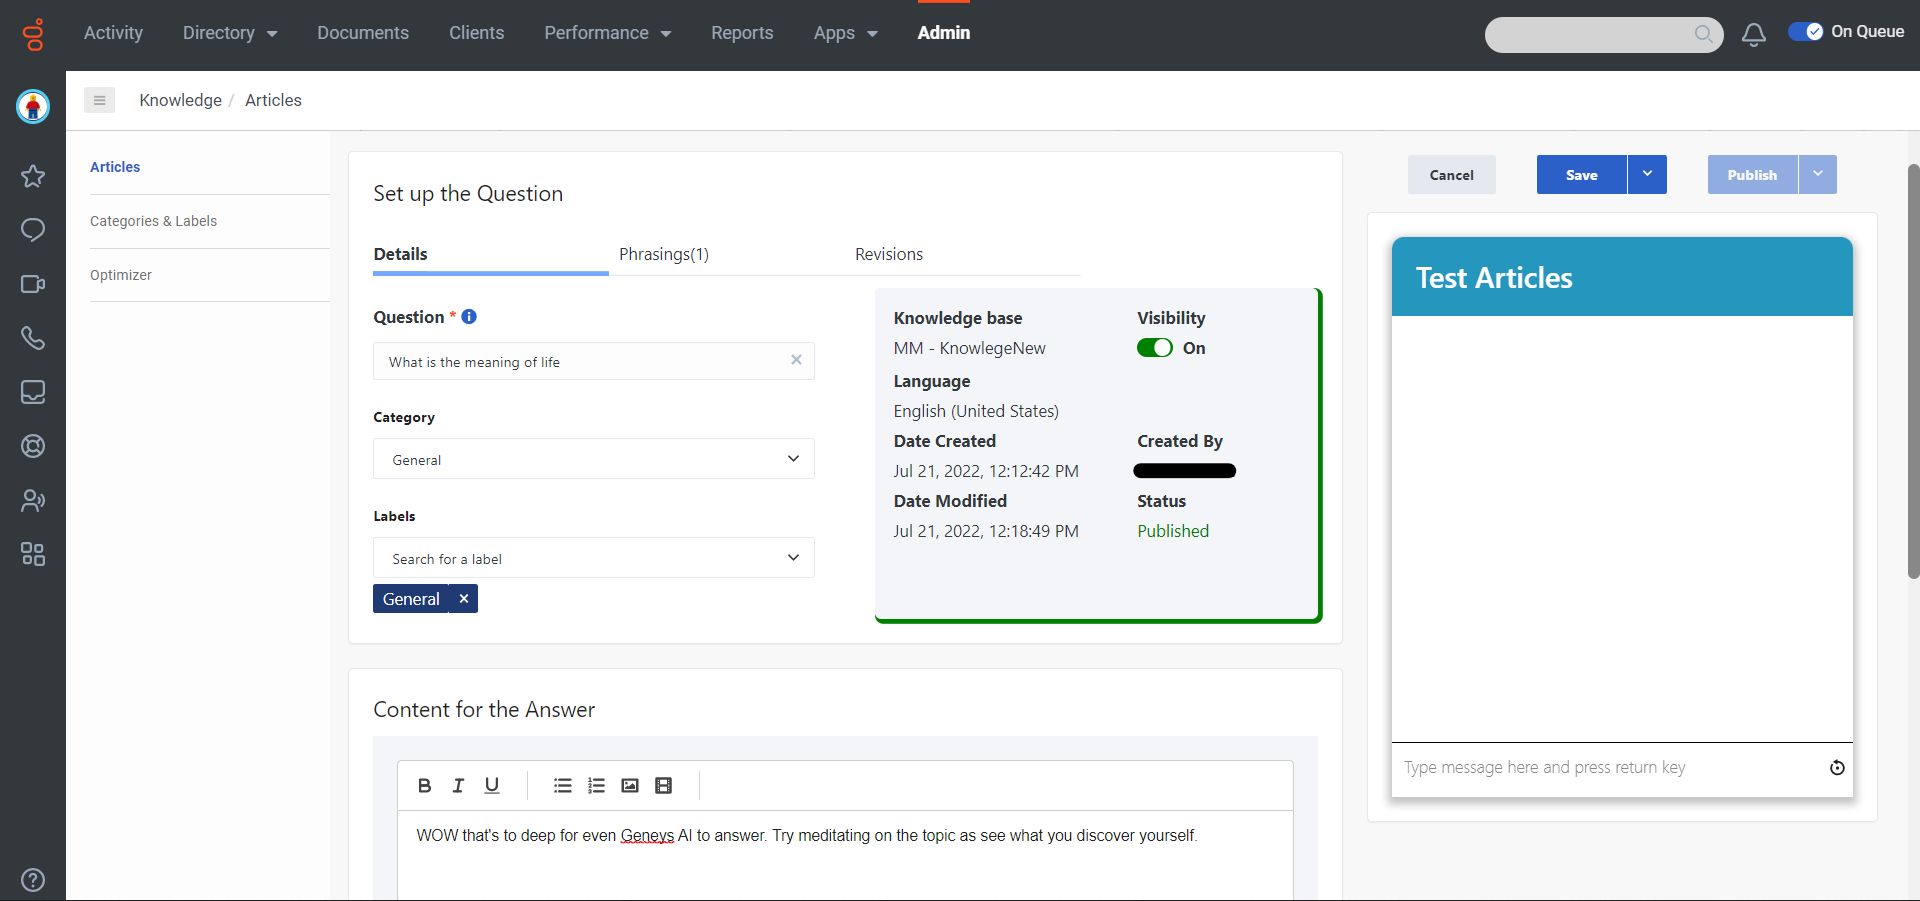 Activity Directory Documents Clients Performance Reports Apps Admin On Queue
Knowledge / Articles
Articles
Categories & Labels
Optimizer
Set up the Question
Details Phrasings(1) Revisions
Question *
What is the meaning of life
Category
General
Labels
Search for a label
General
Knowledge base
MM - KnowlegeNew
Visibility
On
Language
English (United States)
Date Created
Jul 21, 2022, 12:12:42 PM
Created By
Date Modified
Jul 21, 2022, 12:18:49 PM
Status
Published
Content for the Answer
B I U
WOW that's to deep for even Geneys AI to answer. Try meditating on the topic as see what you discover yourself.
Cancel Save Publish
Test Articles
Type message here and press return key